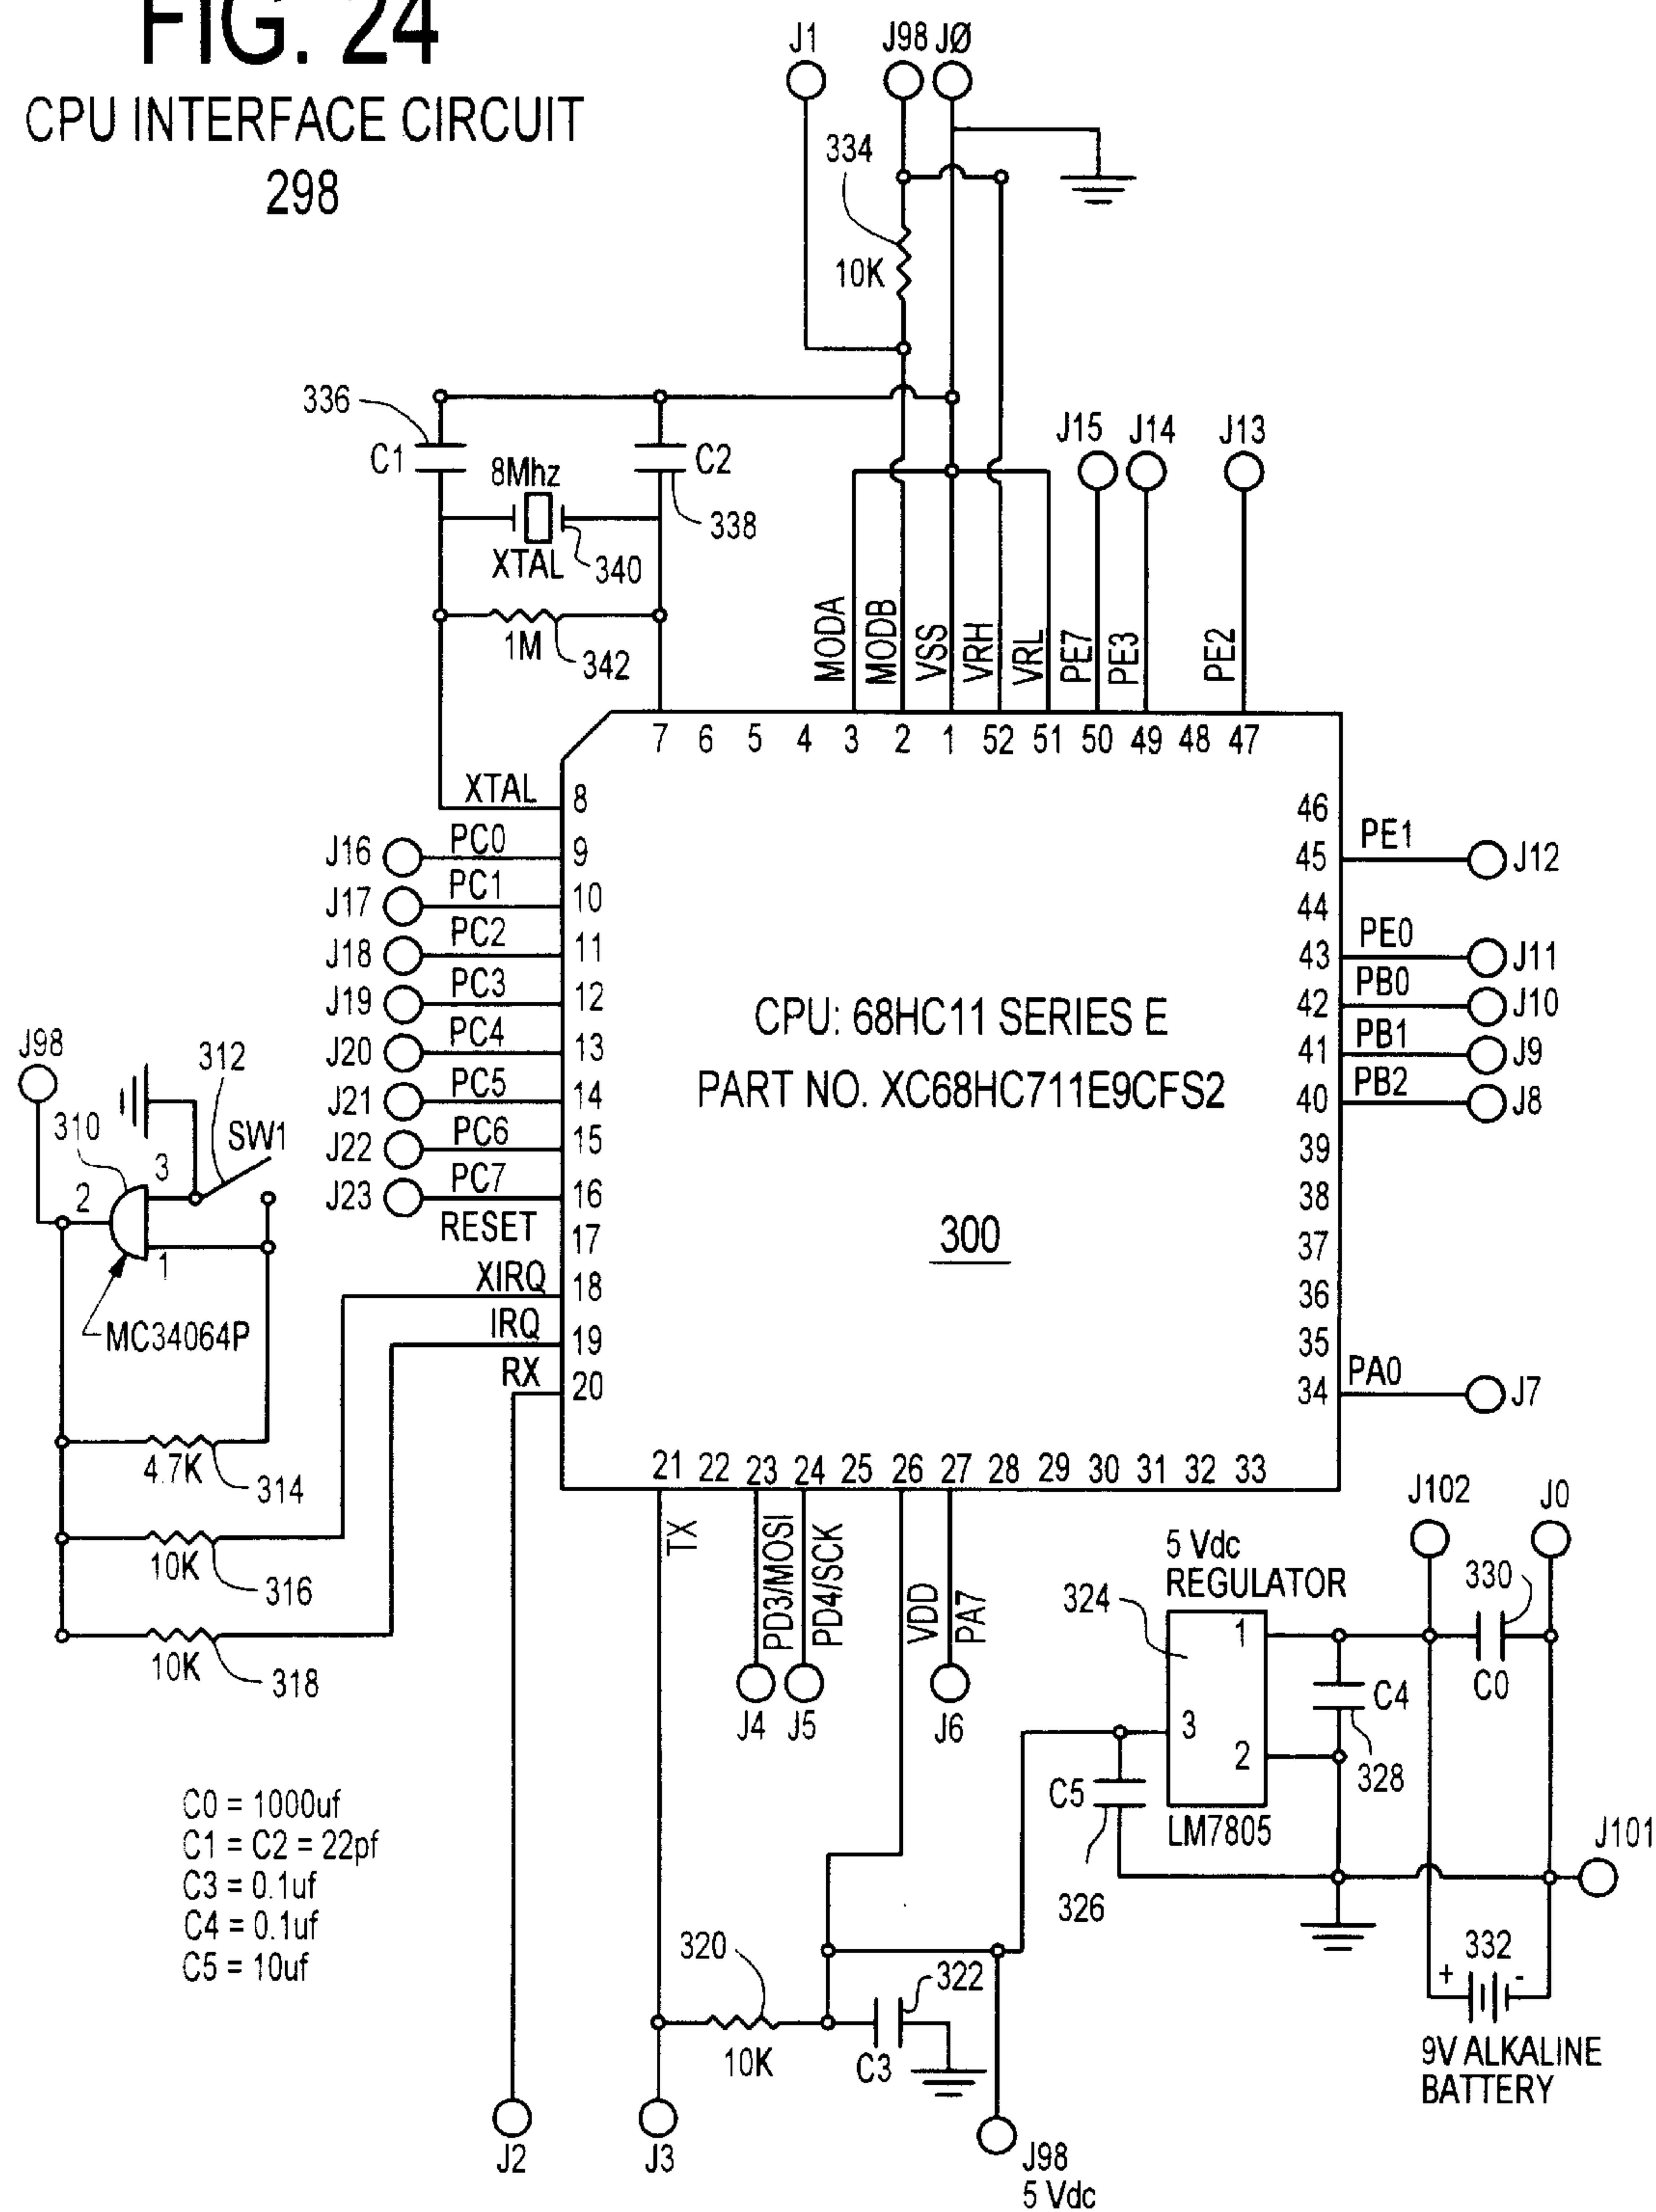 FIG. 24
CPU INTERFACE CIRCUIT
298
J1
J98
JØ
334
10K
336
C1
8Mhz
C2
338
XTAL
340
1M
342
J15
J14
J13
MODA
MODB
VSS
VRH
VRL
PE7
PE3
PE2
7 6 5 4 3 2 1 52 51 50 49 48 47
XTAL 8
J16 PC0 9
J17 PC1 10
J18 PC2 11
J19 PC3 12
J20 PC4 13
J21 PC5 14
J22 PC6 15
J23 PC7 16
RESET 17
XIRQ 18
IRQ 19
RX 20
46
45 PE1 J12
44
43 PE0 J11
42 PB0 J10
41 PB1 J9
40 PB2 J8
39
38
37
36
35
34 PA0 J7
CPU: 68HC11 SERIES E
PART NO. XC68HC711E9CFS2
300
J98
312
310
SW1
3
2
1
MC34064P
4.7K
314
10K
316
10K
318
21 22 23 24 25 26 27 28 29 30 31 32 33
TX
PD3/MOSI
PD4/SCK
VDD
PA7
J4
J5
J6
J102
J0
5 Vdc
REGULATOR
330
324
1
C0
C4
3
2
328
C5
LM7805
326
J101
C0 = 1000uf
C1 = C2 = 22pf
C3 = 0.1uf
C4 = 0.1uf
C5 = 10uf
320
322
332
+ -
10K
C3
9V ALKALINE
BATTERY
J2
J3
J98
5 Vdc